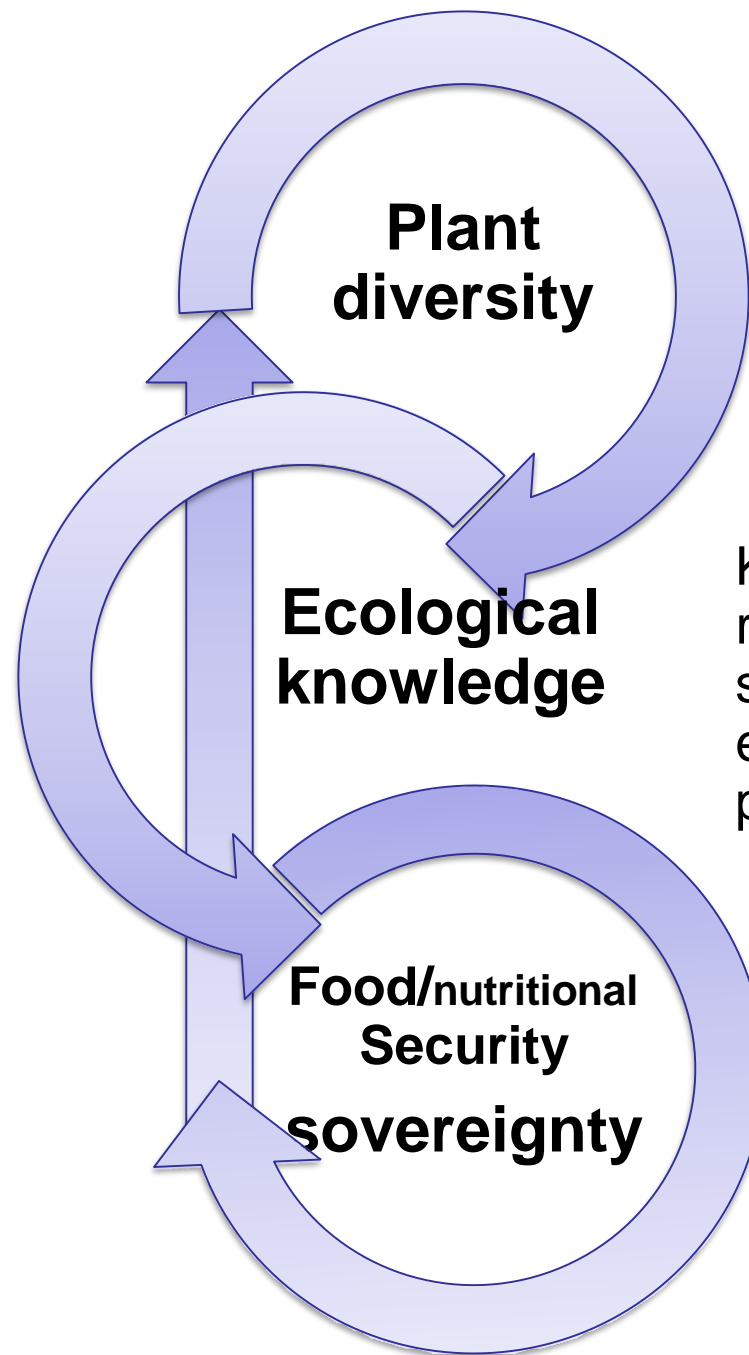 Plant
diversity
Ecological
knowledge
Food/nutritional
Security
sovereignty